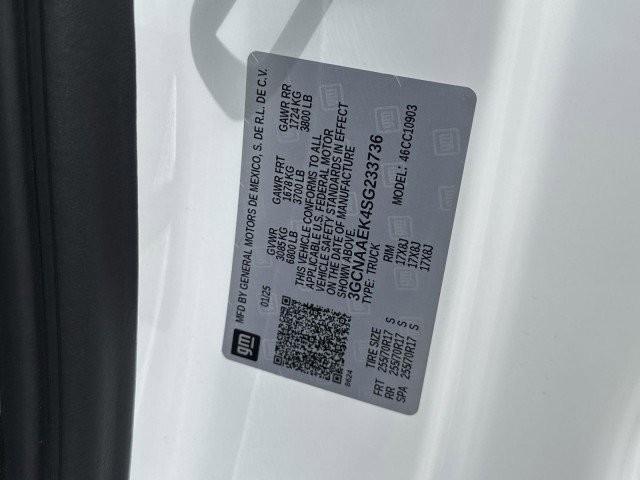 gm
MFD BY GENERAL MOTORS DE MEXICO, S. DE R.L. DE C.V.
01/25
GVWR GAWR FRT GAWR RR
3085 KG 1678 KG 1724 KG
6800 LB 3700 LB 3800 LB
THIS VEHICLE CONFORMS TO ALL
APPLICABLE U.S. FEDERAL MOTOR
VEHICLE SAFETY STANDARDS IN EFFECT
ON THE DATE OF MANUFACTURE
SHOWN ABOVE.
3GCNAAEK4SG233736
TYPE: TRUCK MODEL: 46CC10903
8624
TIRE SIZE RIM
FRT 255/70R17 S 17X8J
RR 255/70R17 S 17X8J
SPA 255/70R17 S 17X8J